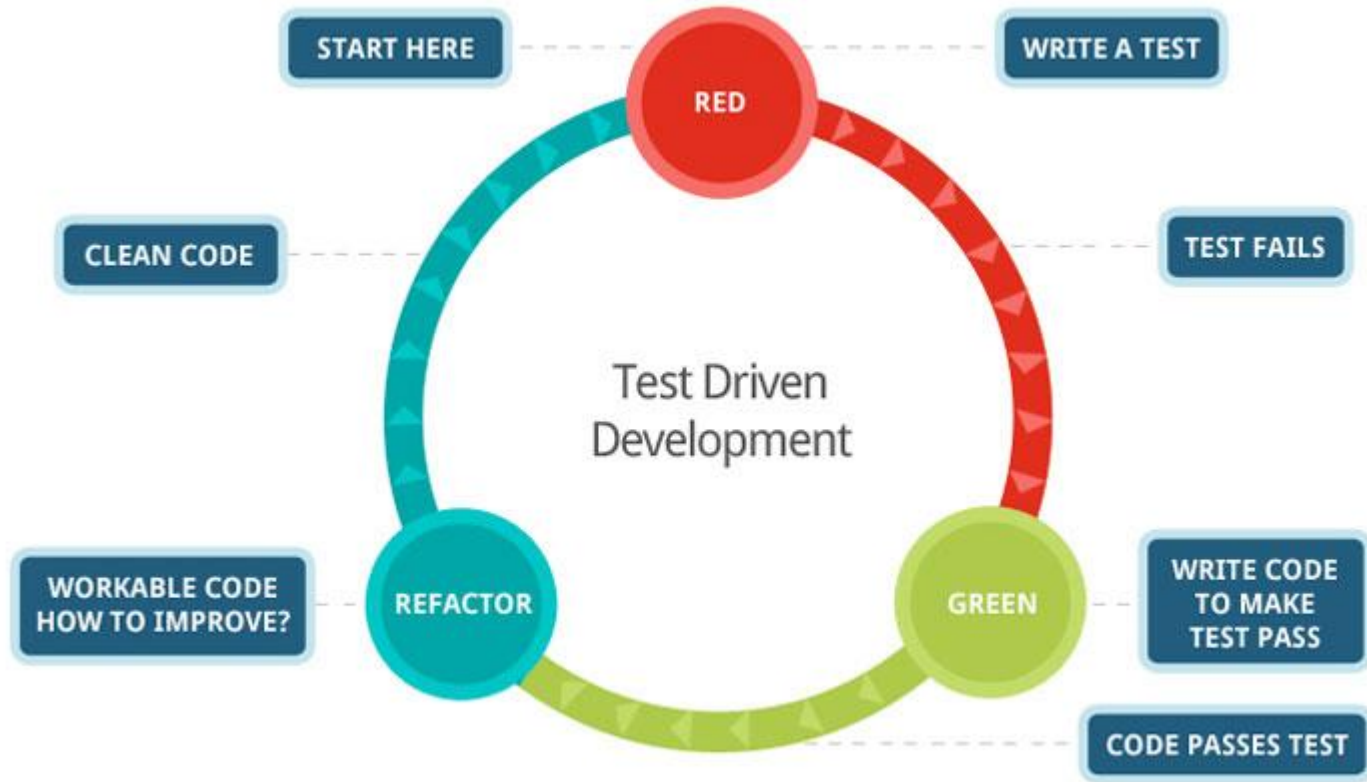 START HERE
RED
WRITE A TEST
CLEAN CODE
TEST FAILS
Test Driven
Development
WORKABLE CODE
HOW TO IMPROVE?
REFACTOR
GREEN
WRITE CODE
TO MAKE
TEST PASS
CODE PASSES TEST